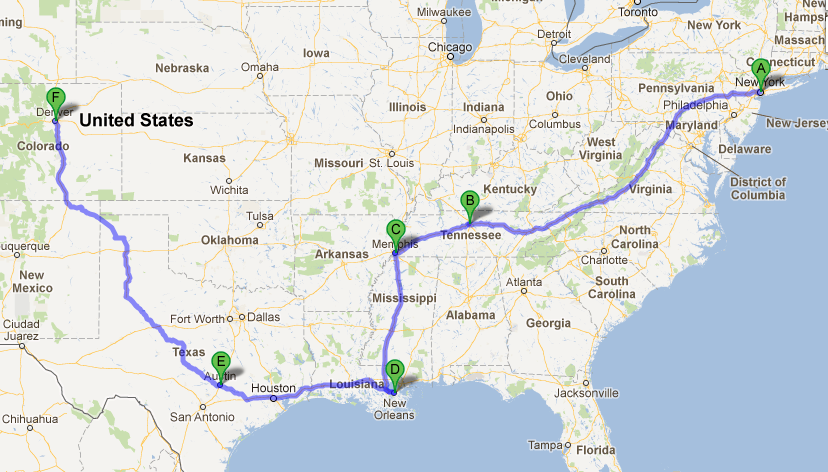 Milwaukee
Toronto
New York
New
Hamps
Massach
Detroit
Chicago
Iowa
Nebraska
Omaha
Cleveland
Connecticut
A
New York
Pennsylvania
F
Denver
United States
Illinois
Indiana
Ohio
Philadelphia
Indianapolis
Columbus
Maryland
New Jersey
Colorado
West
Virginia
Delaware
Kansas
Missouri
St. Louis
Wichita
Kentucky
Virginia
District of
Columbia
B
Tulsa
C
Tennessee
Oklahoma
Memphis
Arkansas
North
Carolina
uquerque
Charlotte
New
Mexico
Atlanta
South
Carolina
Mississippi
Alabama
Georgia
Fort Worth
Dallas
Ciudad
Juarez
Texas
E
Austin
D
Houston
Louisiana
New
Orleans
Jacksonville
San Antonio
Chihuahua
Tampa
Florida